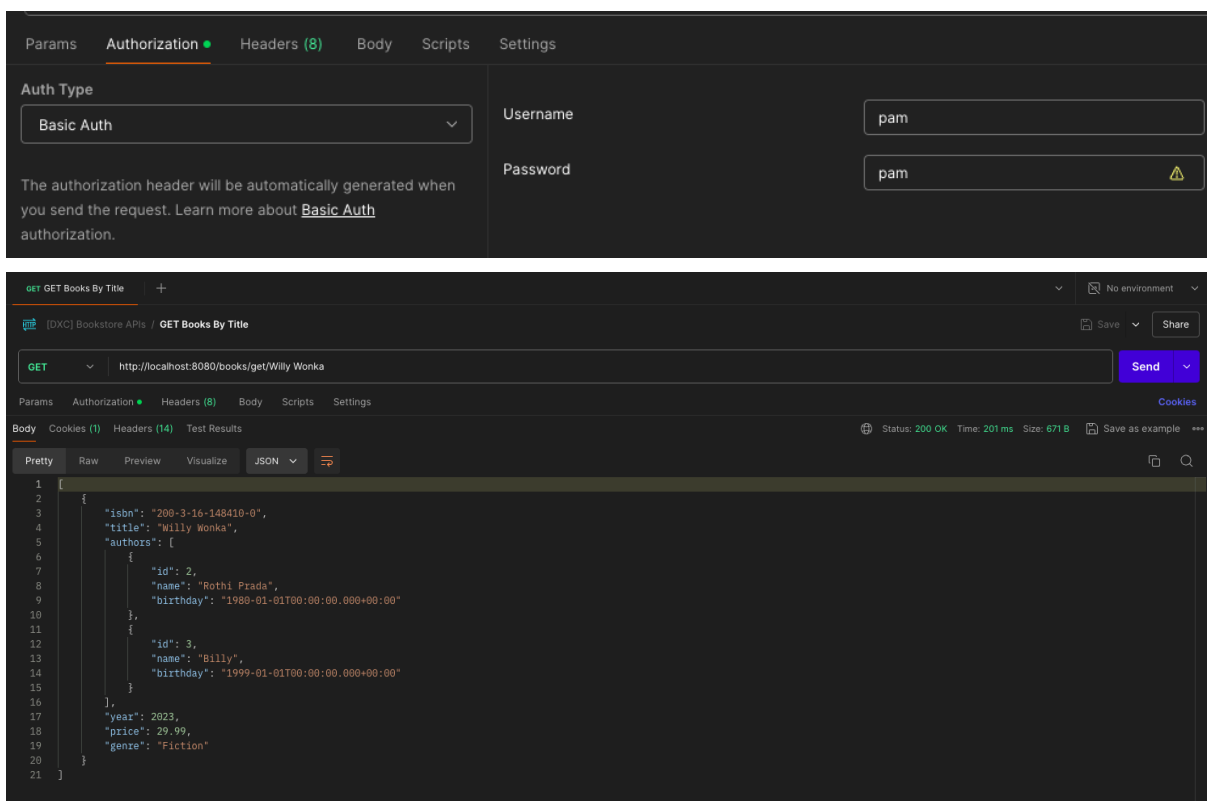 Params Authorization Headers (8) Body Scripts Settings
Auth Type
Basic Auth
Username pam
Password pam
The authorization header will be automatically generated when
you send the request. Learn more about Basic Auth
authorization.
GET GET Books By Title No environment
HTTP [DXC] Bookstore APIs / GET Books By Title Save Share
GET http://localhost:8080/books/get/Willy Wonka Send
Params Authorization Headers (8) Body Scripts Settings Cookies
Body Cookies (1) Headers (14) Test Results Status: 200 OK Time: 201 ms Size: 671 B Save as example
Pretty Raw Preview Visualize JSON
1 [
2 {
3 "isbn": "200-3-16-148410-0",
4 "title": "Willy Wonka",
5 "authors": [
6 {
7 "id": 2,
8 "name": "Rothi Prada",
9 "birthday": "1980-01-01T00:00:00.000+00:00"
10 },
11 {
12 "id": 3,
13 "name": "Billy",
14 "birthday": "1999-01-01T00:00:00.000+00:00"
15 }
16 ],
17 "year": 2023,
18 "price": 29.99,
19 "genre": "Fiction"
20 }
21 ]